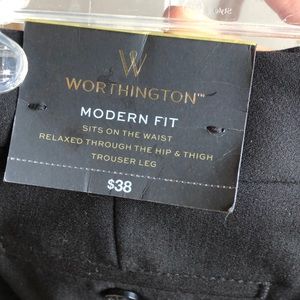 W
WORTHINGTON™
MODERN FIT
SITS ON THE WAIST
RELAXED THROUGH THE HIP & THIGH
TROUSER LEG
$38